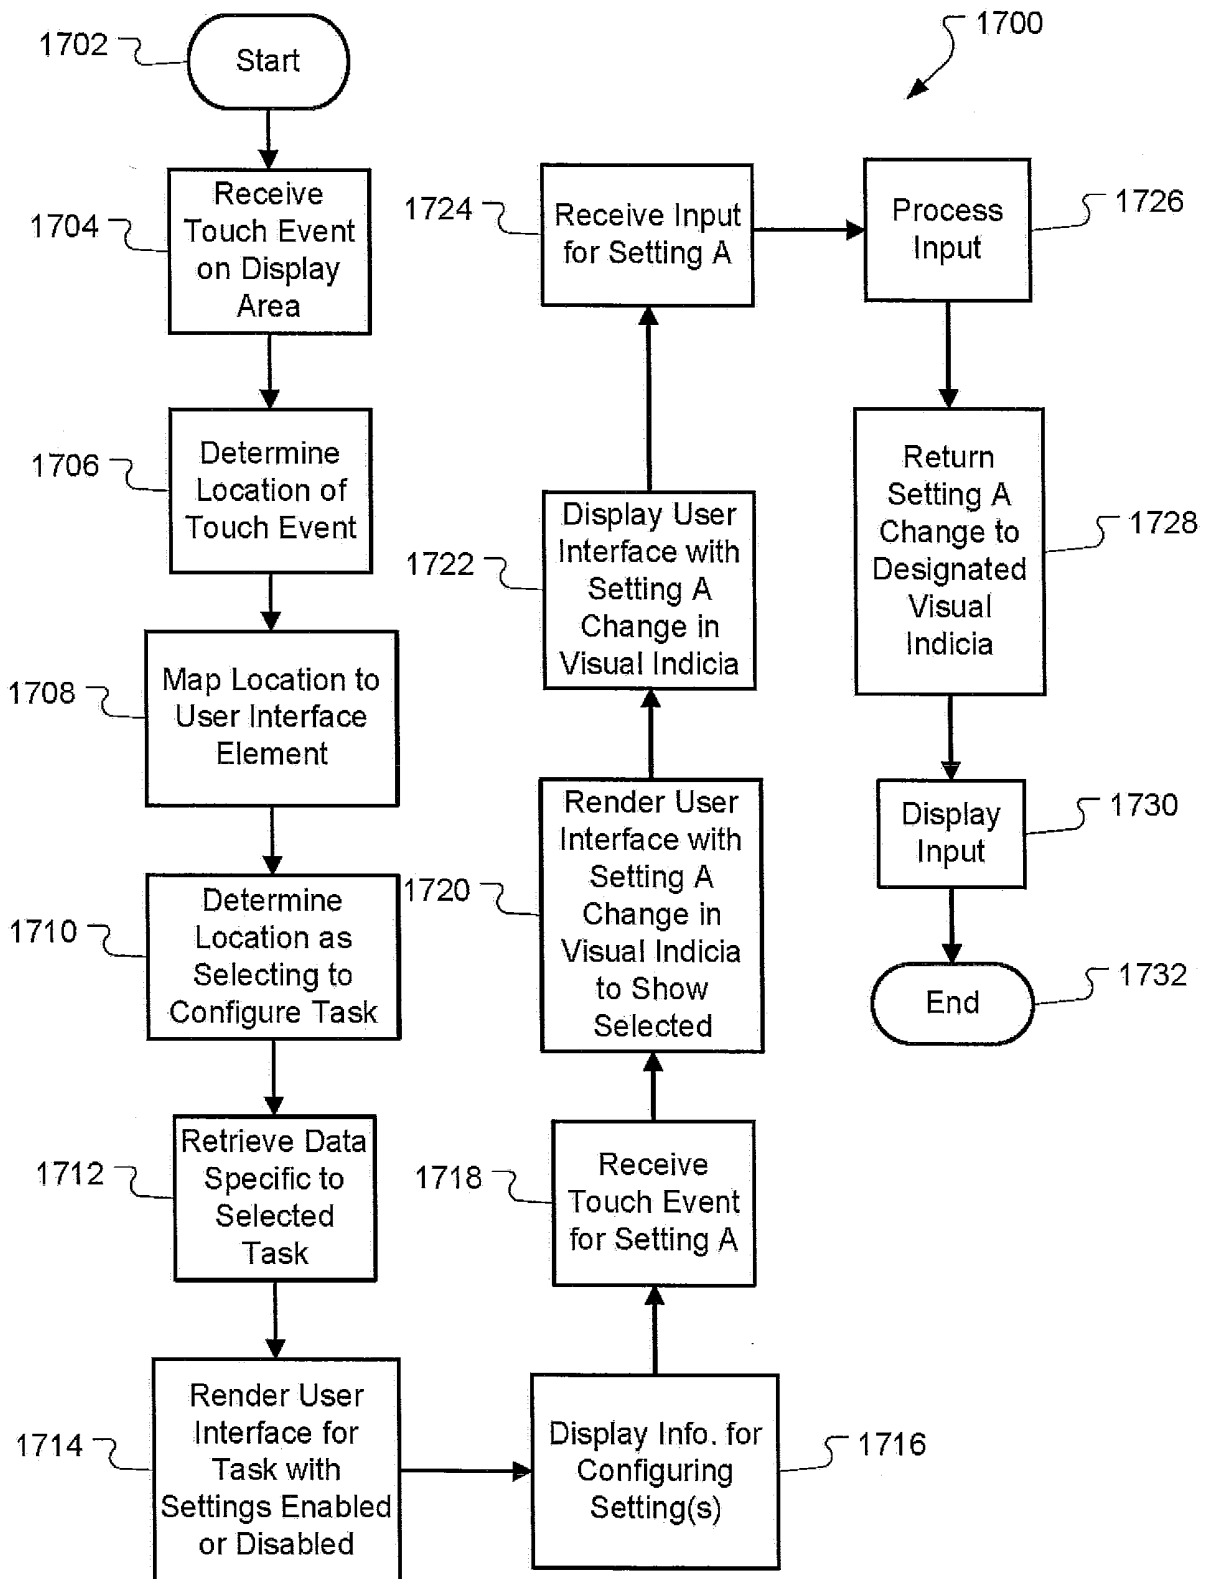 1700
1702
Start
1704
Receive
Touch Event
on Display
Area
1706
Determine
Location of
Touch Event
1708
Map Location to
User Interface
Element
1710
Determine
Location as
Selecting to
Configure Task
1712
Retrieve Data
Specific to
Selected
Task
1714
Render User
Interface for
Task with
Settings Enabled
or Disabled
Display Info. for
Configuring
Setting(s)
1716
1718
Receive
Touch Event
for Setting A
1720
Render User
Interface with
Setting A
Change in
Visual Indicia
to Show
Selected
1722
Display User
Interface with
Setting A
Change in
Visual Indicia
1724
Receive Input
for Setting A
Process
Input
1726
Return
Setting A
Change to
Designated
Visual
Indicia
1728
Display
Input
1730
End
1732